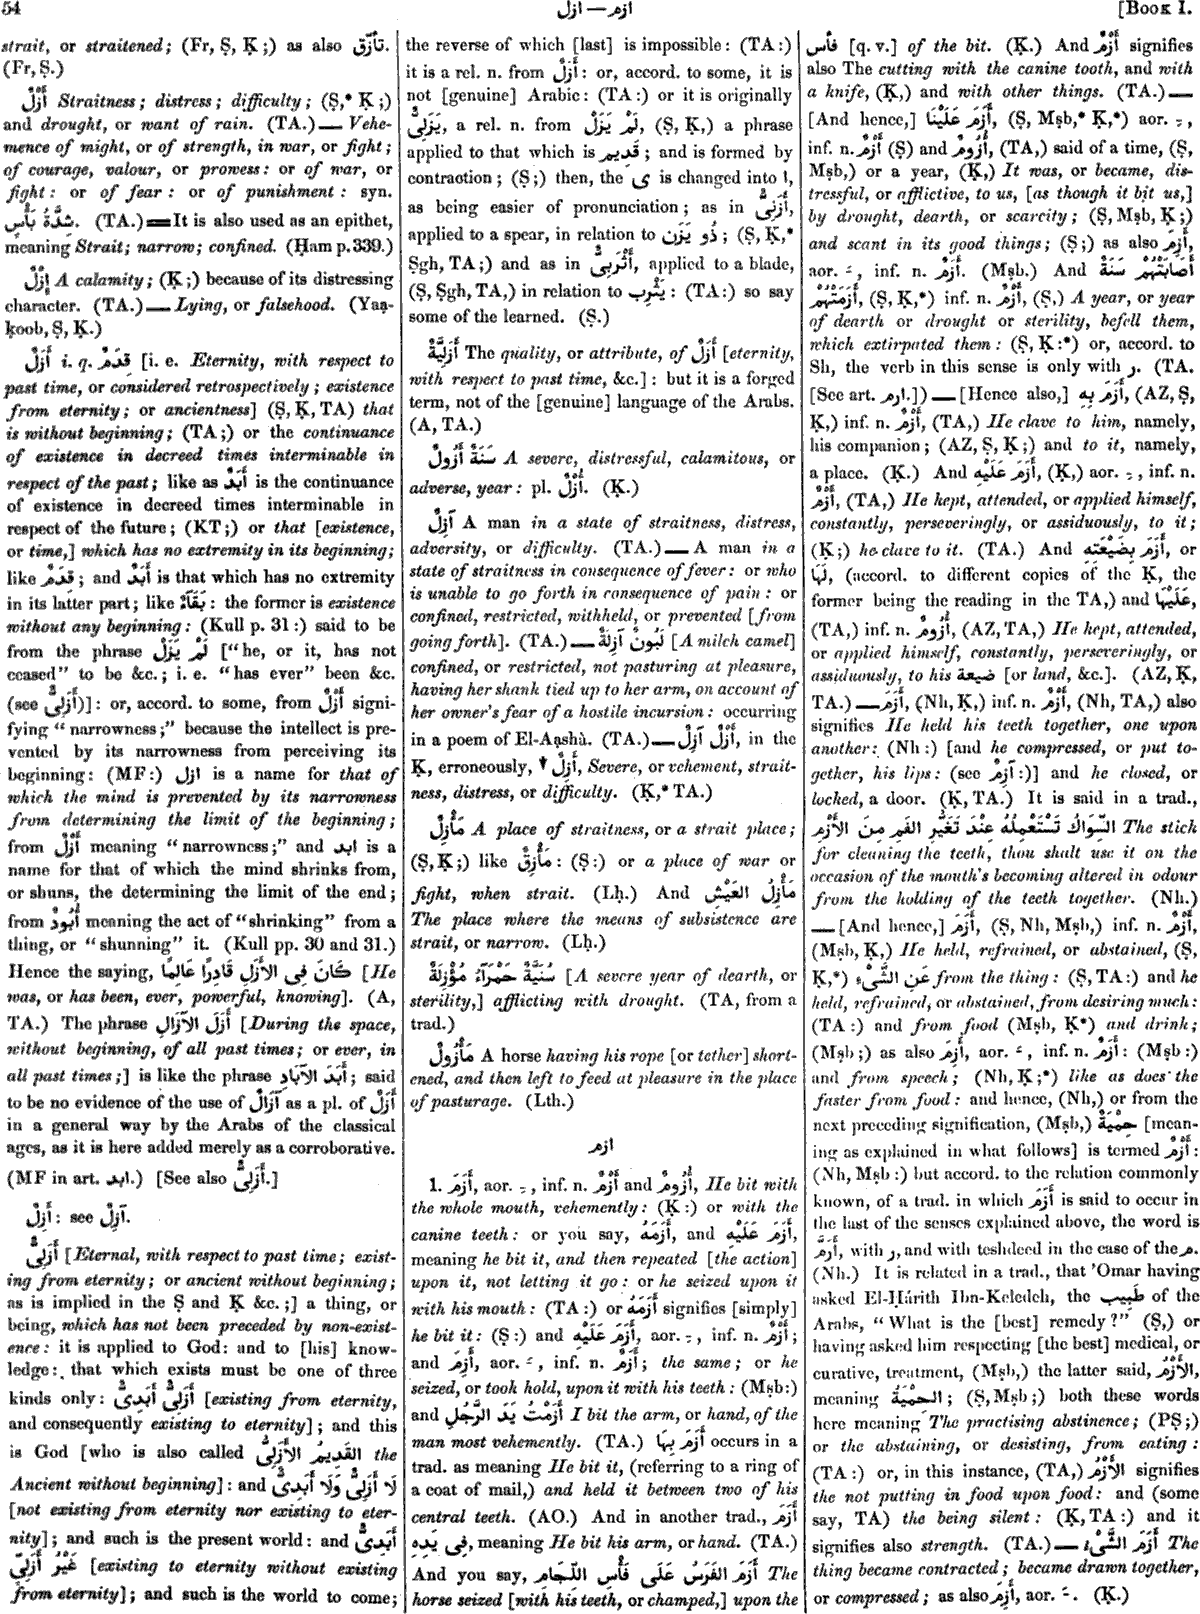 54
ازل — ازم
[BOOK I.
strait, or straitened; (Fr, Ṣ, Ḳ;) as also تَأَزَّقَ.
(Fr, Ṣ.)
أَزْلٌ Straitness; distress; difficulty; (Ṣ,* Ḳ;)
and drought, or want of rain. (TA.) — Vehe-
mence of might, or of strength, in war, or fight;
of courage, valour, or prowess: or of war, or
fight: or of fear: or of punishment: syn.
شِدَّةُ بَأْسٍ. (TA.) ═ It is also used as an epithet,
meaning Strait; narrow; confined. (Ḥam p. 339.)
إِزْلٌ A calamity; (Ḳ;) because of its distressing
character. (TA.) — Lying, or falsehood. (Yaạ-
ḳoob, Ṣ, Ḳ.)
أَزَلٌ i. q. قِدَمٌ [i. e. Eternity, with respect to
past time, or considered retrospectively; existence
from eternity; or ancientness] (Ṣ, Ḳ, TA) that
is without beginning; (TA;) or the continuance
of existence in decreed times interminable in
respect of the past; like as أَبَدٌ is the continuance
of existence in decreed times interminable in
respect of the future; (KT;) or that [existence,
or time,] which has no extremity in its beginning;
like قِدَمٌ; and أَبَدٌ is that which has no extremity
in its latter part; like بَقَآءٌ: the former is existence
without any beginning: (Kull p. 31:) said to be
from the phrase لَمْ يَزَلْ ["he, or it, has not
ceased" to be &c.; i. e. "has ever" been &c.
(see أَزَلِىٌّ)]: or, accord. to some, from أَزْلٌ signi-
fying "narrowness;" because the intellect is pre-
vented by its narrowness from perceiving its
beginning: (MF:) ازل is a name for that of
which the mind is prevented by its narrowness
from determining the limit of the beginning;
from أَزْلٌ meaning "narrowness;" and ابد is a
name for that of which the mind shrinks from,
or shuns, the determining the limit of the end;
from أُبُودٌ meaning the act of "shrinking" from a
thing, or "shunning" it. (Kull pp. 30 and 31.)
Hence the saying, كَانَ فِى الأَزَلِ قَادِرًا عَالِمًا [He
was, or has been, ever, powerful, knowing]. (A,
TA.) The phrase أَزَلَ الآزَالِ [During the space,
without beginning, of all past times; or ever, in
all past times;] is like the phrase أَبَدَ الآبَادِ; said
to be no evidence of the use of آزَالٌ as a pl. of أَزَلٌ
in a general way by the Arabs of the classical
ages, as it is here added merely as a corroborative.
(MF in art. ابد.) [See also أَزَلِىٌّ.]
أَزِلٌ: see آزِلٌ.
أَزَلِىٌّ [Eternal, with respect to past time; exist-
ing from eternity; or ancient without beginning;
as is implied in the Ṣ and Ḳ &c.;] a thing, or
being, which has not been preceded by non-exist-
ence: it is applied to God: and to [his] know-
ledge: that which exists must be one of three
kinds only: أَزَلِىٌّ أَبَدِىٌّ [existing from eternity,
and consequently existing to eternity]; and this
is God [who is also called القَدِيمُ الأَزَلِىُّ the
Ancient without beginning]: and لَا أَزَلِىٌّ وَلَا أَبَدِىٌّ
[not existing from eternity nor existing to eter-
nity]; and such is the present world: and أَبَدِىٌّ
غَيْرُ أَزَلِىٍّ [existing to eternity without existing
from eternity]; and such is the world to come;
the reverse of which [last] is impossible: (TA:)
it is a rel. n. from أَزَلٌ: or, accord. to some, it is
not [genuine] Arabic: (TA:) or it is originally
يَزَلِىٌّ, a rel. n. from لَمْ يَزَلْ, (Ṣ, Ḳ,) a phrase
applied to that which is قَدِيم; and is formed by
contraction; (Ṣ;) then, the ى is changed into ا,
as being easier of pronunciation; as in أَزَنِىٌّ,
applied to a spear, in relation to ذُو يَزَن; (Ṣ, Ḳ,*
Ṣgh, TA;) and as in أَثْرَبِىٌّ, applied to a blade,
(Ṣ, Ṣgh, TA,) in relation to يَثْرِب: (TA:) so say
some of the learned. (Ṣ.)
أَزَلِيَّةٌ The quality, or attribute, of أَزَلٌ [eternity,
with respect to past time, &c.]: but it is a forged
term, not of the [genuine] language of the Arabs.
(A, TA.)
سَنَةٌ أَزُولٌ A severe, distressful, calamitous, or
adverse, year: pl. أُزْلٌ. (Ḳ.)
آزِلٌ A man in a state of straitness, distress,
adversity, or difficulty. (TA.) — A man in a
state of straitness in consequence of fever: or who
is unable to go forth in consequence of pain: or
confined, restricted, withheld, or prevented [from
going forth]. (TA.) — لَبُونٌ آزِلَةٌ [A milch camel]
confined, or restricted, not pasturing at pleasure,
having her shank tied up to her arm, on account of
her owner's fear of a hostile incursion: occurring
in a poem of El-Aạshà. (TA.) — أَزْلٌ آزِلٌ, in the
Ḳ, erroneously, ↓ أَزِلٌ, Severe, or vehement, strait-
ness, distress, or difficulty. (Ḳ,* TA.)
مَأْزِلٌ A place of straitness, or a strait place;
(Ṣ, Ḳ;) like مَأْزِقٌ: (Ṣ:) or a place of war or
fight, when strait. (Lḥ.) And مَأْزِلُ العَيْشِ
The place where the means of subsistence are
strait, or narrow. (Lḥ.)
سُنَيَّةٌ حَمْرَآءُ مُؤْزِلَةٌ [A severe year of dearth, or
sterility,] afflicting with drought. (TA, from a
trad.)
مَأْزُولٌ A horse having his rope [or tether] short-
ened, and then left to feed at pleasure in the place
of pasturage. (Lth.)
ازم
1. أَزَمَ, aor. ـِ, inf. n. أَزْمٌ and أُزُومٌ, He bit with
the whole mouth, vehemently: (Ḳ:) or with the
canine teeth: or you say, أَزَمَهُ, and أَزَمَ عَلَيْهِ,
meaning he bit it, and then repeated [the action]
upon it, not letting it go: or he seized upon it
with his mouth: (TA:) or أَزَمَهُ signifies [simply]
he bit it: (Ṣ:) and أَزَمَ عَلَيْهِ, aor. ـِ, inf. n. أَزْمٌ;
and أَزِمَ, aor. ـَ, inf. n. أَزَمٌ; the same; or he
seized, or took hold, upon it with his teeth: (Mṣb:)
and أَزَمْتُ يَدَ الرَّجُلِ I bit the arm, or hand, of the
man most vehemently. (TA.) أَزَمَ بِهَا occurs in a
trad. as meaning He bit it, (referring to a ring of
a coat of mail,) and held it between two of his
central teeth. (AO.) And in another trad., أَزَمَ
فِى يَدِهِ, meaning He bit his arm, or hand. (TA.)
And you say, أَزَمَ الفَرَسُ عَلَى فَأْسِ اللِّجَامِ The
horse seized [with his teeth, or champed,] upon the
فأس [q. v.] of the bit. (Ḳ.) And أَزْمٌ signifies
also The cutting with the canine tooth, and with
a knife, (Ḳ,) and with other things. (TA.) —
[And hence,] أَزَمَ عَلَيْنَا, (Ṣ, Mṣb,* Ḳ,*) aor. ـِ,
inf. n. أَزْمٌ (Ṣ) and أُزُومٌ, (TA,) said of a time, (Ṣ,
Mṣb,) or a year, (Ḳ,) It was, or became, dis-
tressful, or afflictive, to us, [as though it bit us,]
by drought, dearth, or scarcity; (Ṣ, Mṣb, Ḳ;)
and scant in its good things; (Ṣ;) as also أَزِمَ,
aor. ـَ, inf. n. أَزَمٌ. (Mṣb.) And أَصَابَتْهُمْ سَنَةٌ
أَزَمَتْهُمْ, (Ṣ, Ḳ,*) inf. n. أَزْمٌ, (Ṣ,) A year, or year
of dearth or drought or sterility, befell them,
which extirpated them: (Ṣ, Ḳ:*) or, accord. to
Sh, the verb in this sense is only with ر. (TA.
[See art. ارم.]) — [Hence also,] أَزَمَ بِهِ, (AZ, Ṣ,
Ḳ,) inf. n. أَزْمٌ, (TA,) He clave to him, namely,
his companion; (AZ, Ṣ, Ḳ;) and to it, namely,
a place. (Ḳ.) And أَزَمَ عَلَيْهِ, (Ḳ,) aor. ـِ, inf. n.
أَزْمٌ, (TA,) He kept, attended, or applied himself,
constantly, perseveringly, or assiduously, to it;
(Ḳ;) he clave to it. (TA.) And أَزَمَ بِضَيْعَتِهِ, or
لَهَا, (accord. to different copies of the Ḳ, the
former being the reading in the TA,) and عَلَيْهَا,
(TA,) inf. n. أُزُومٌ, (AZ, TA,) He kept, attended,
or applied himself, constantly, perseveringly, or
assiduously, to his ضيعة [or land, &c.]. (AZ, Ḳ,
TA.) — أَزَمَ, (Nh, Ḳ,) inf. n. أَزْمٌ, (Nh, TA,) also
signifies He held his teeth together, one upon
another: (Nh:) [and he compressed, or put to-
gether, his lips: (see آزِمٌ:)] and he closed, or
locked, a door. (Ḳ, TA.) It is said in a trad.,
السِّوَاكُ تَسْتَعْمِلُهُ عِنْدَ تَغَيُّرِ الفَمِ مِنَ الأَزْمِ The stick
for cleaning the teeth, thou shalt use it on the
occasion of the mouth's becoming altered in odour
from the holding of the teeth together. (Nh.)
— [And hence,] أَزَمَ, (Ṣ, Nh, Mṣb,) inf. n. أَزْمٌ,
(Mṣb, Ḳ,) He held, refrained, or abstained, (Ṣ,
Ḳ,*) عَنِ الشَّىْءِ from the thing: (Ṣ, TA:) and he
held, refrained, or abstained, from desiring much:
(TA:) and from food (Mṣb, Ḳ*) and drink;
(Mṣb;) as also أَزِمَ, aor. ـَ, inf. n. أَزَمٌ: (Mṣb:)
and from speech; (Nh, Ḳ;*) like as does the
faster from food: and hence, (Nh,) or from the
next preceding signification, (Mṣb,) حِمْيَةٌ [mean-
ing as explained in what follows] is termed أَزْمٌ:
(Nh, Mṣb:) but accord. to the relation commonly
known, of a trad. in which أَزَمَ is said to occur in
the last of the senses explained above, the word is
أَرَمَّ, with ر, and with teshdeed in the case of the م.
(Nh.) It is related in a trad., that 'Omar having
asked El-Ḥárith Ibn-Keledeh, the طَبِيب of the
Arabs, "What is the [best] remedy?" (Ṣ,) or
having asked him respecting [the best] medical, or
curative, treatment, (Mṣb,) the latter said, الأَزْمُ,
meaning الحِمْيَةُ; (Ṣ, Mṣb;) both these words
here meaning The practising abstinence; (PṢ;)
or the abstaining, or desisting, from eating:
(TA:) or, in this instance, (TA,) الأَزْمُ signifies
the not putting in food upon food: and (some
say, TA) the being silent: (Ḳ, TA:) and it
signifies also strength. (TA.) — أَزَمَ الشَّىْءُ The
thing became contracted; became drawn together,
or compressed; as also أَزِمَ, aor. ـَ. (Ḳ.)